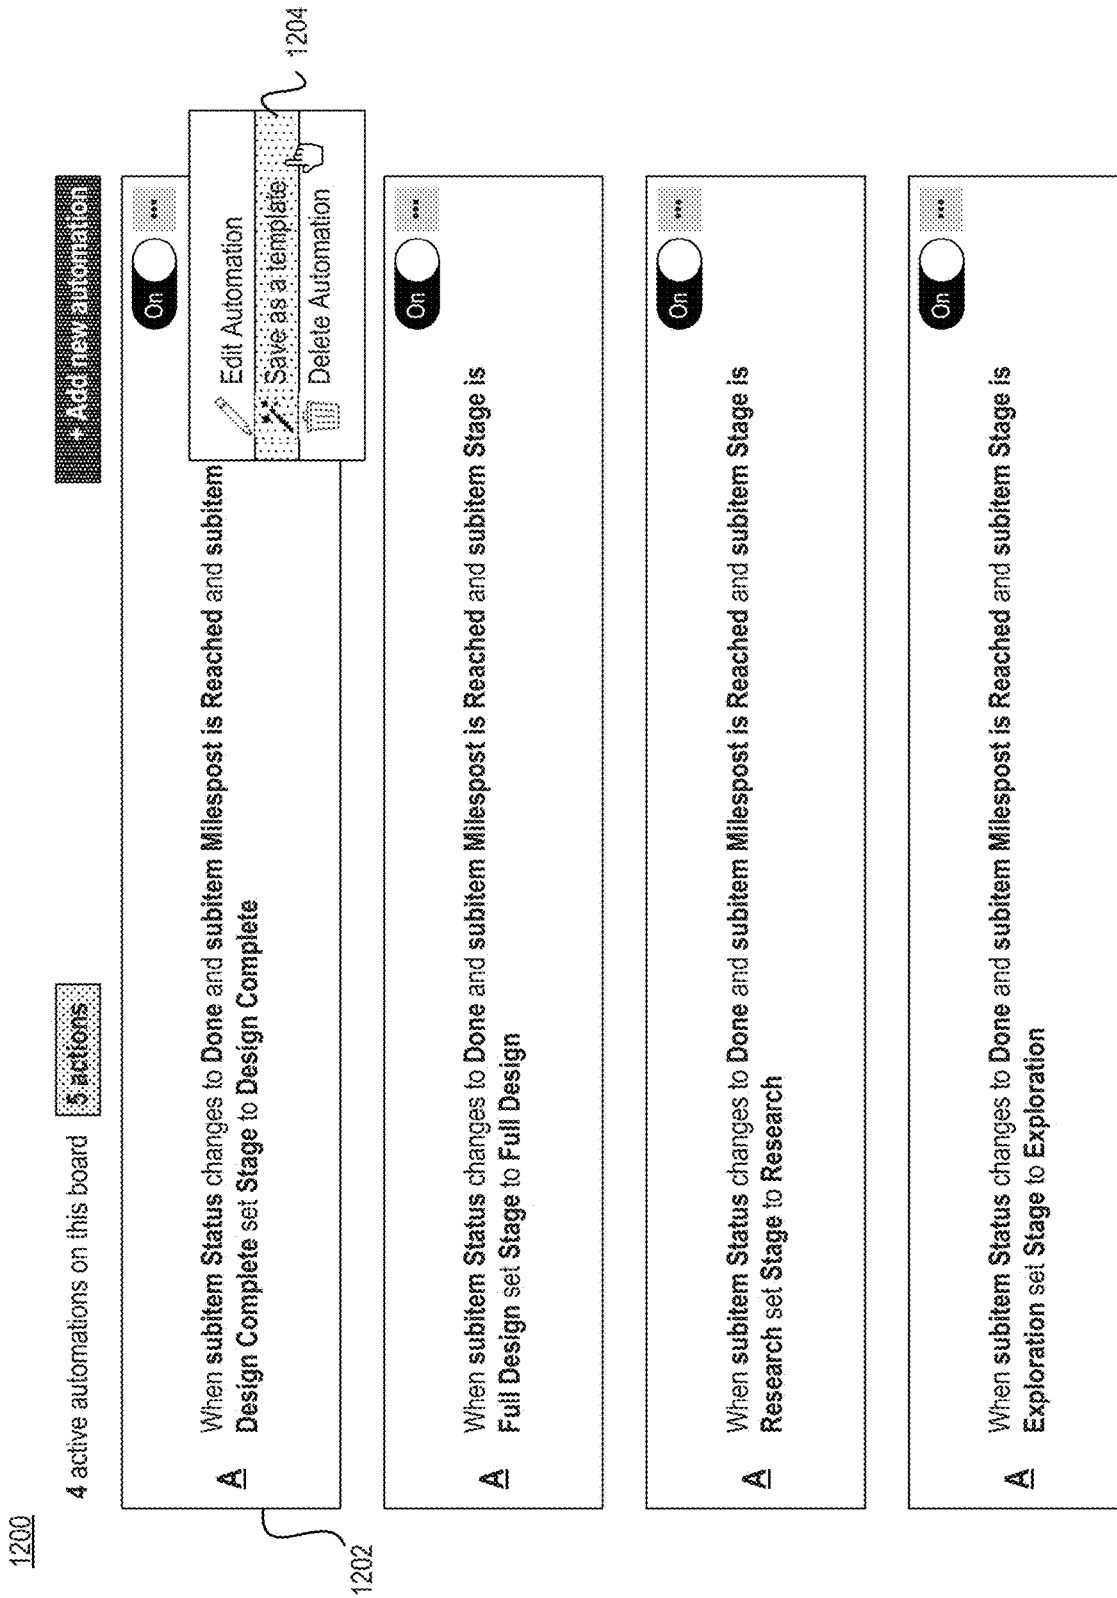 1200
4 active automations on this board
5 actions
+ Add new automation
A
When subitem Status changes to Done and subitem Milespost is Reached and subitem
Design Complete set Stage to Design Complete
On
...
Edit Automation
Save as a template
Delete Automation
1202
1204
A
When subitem Status changes to Done and subitem Milespost is Reached and subitem Stage is
Full Design set Stage to Full Design
On
...
A
When subitem Status changes to Done and subitem Milespost is Reached and subitem Stage is
Research set Stage to Research
On
...
A
When subitem Status changes to Done and subitem Milespost is Reached and subitem Stage is
Exploration set Stage to Exploration
On
...